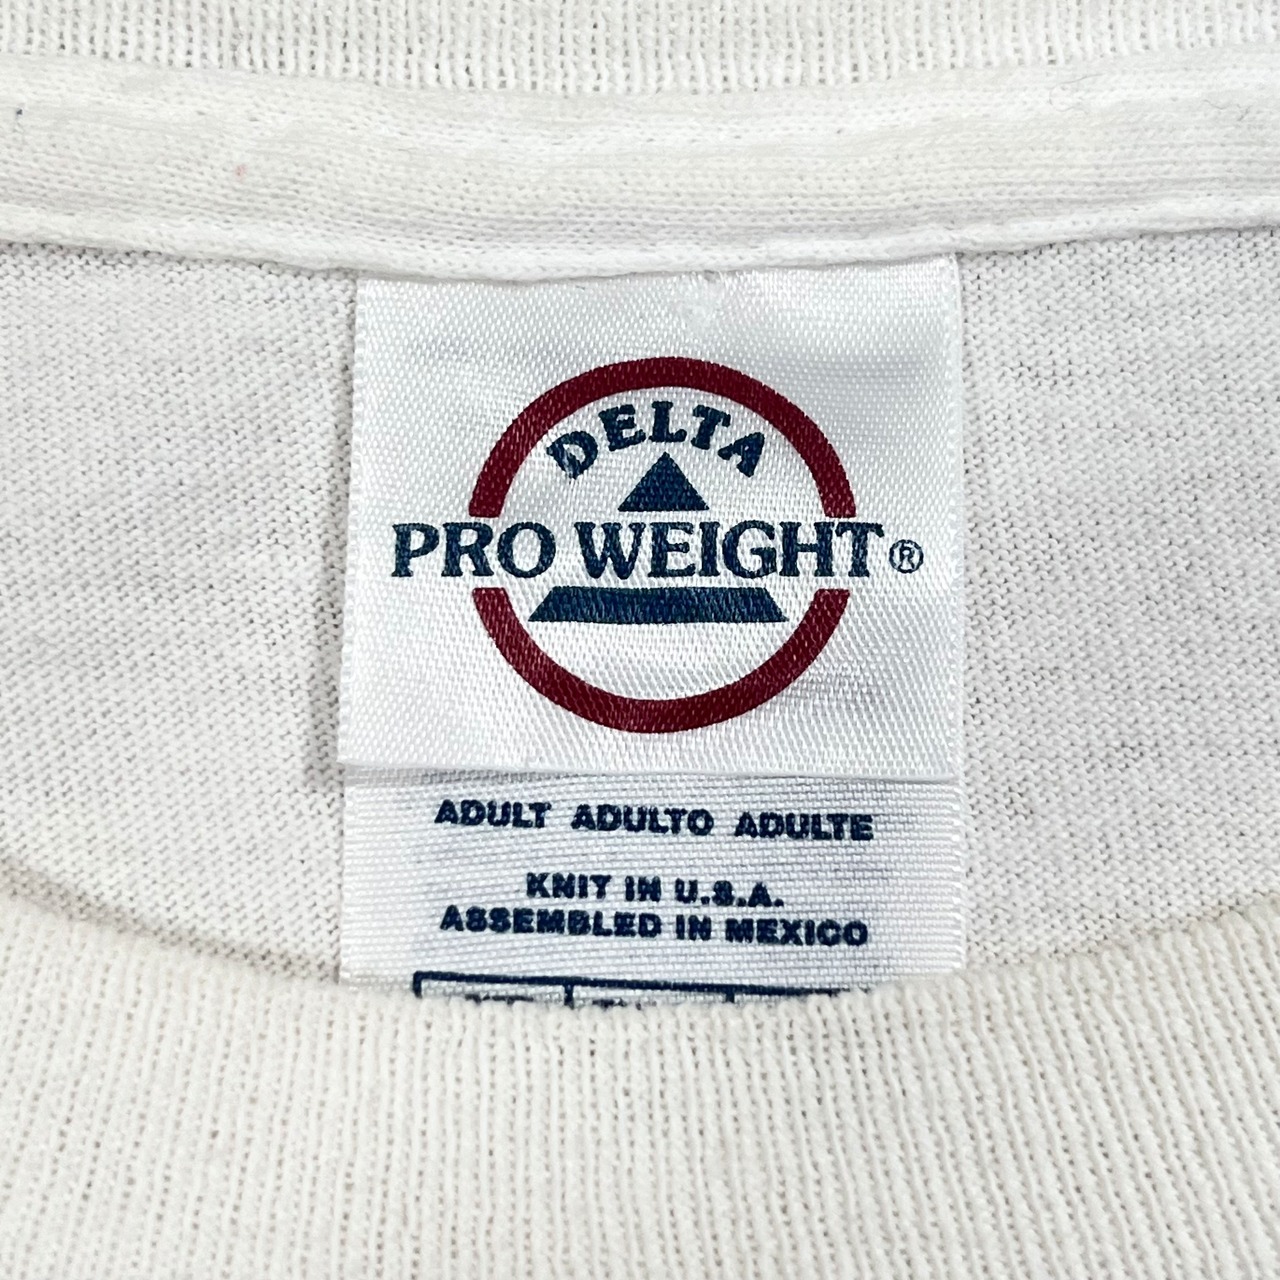 DELTA
PRO WEIGHT®
ADULT ADULTO ADULTE
KNIT IN U.S.A.
ASSEMBLED IN MEXICO